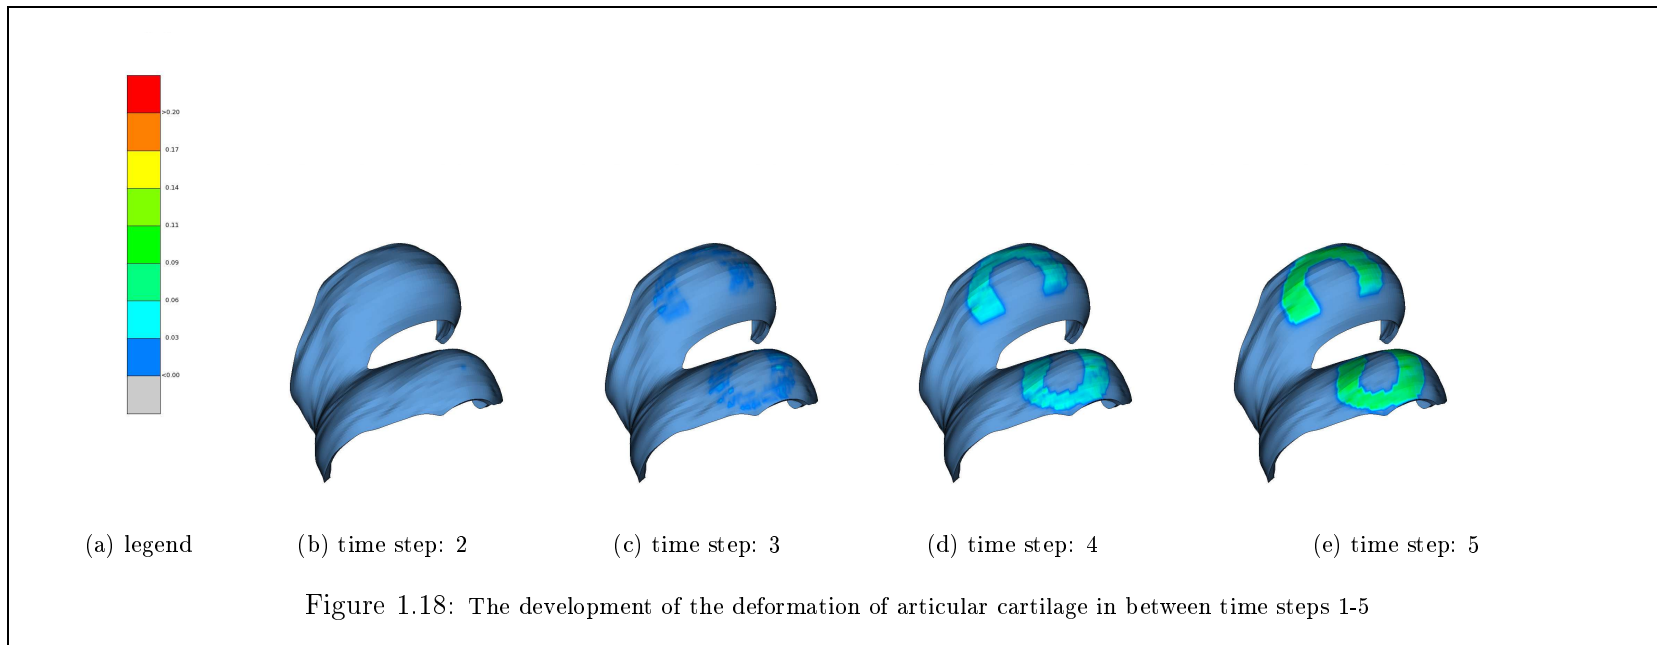 >0.20
0.17
0.14
0.11
0.09
0.06
0.03
<0.00
(a) legend
(b) time step: 2
(c) time step: 3
(d) time step: 4
(e) time step: 5
Figure 1.18: The development of the deformation of articular cartilage in between time steps 1-5